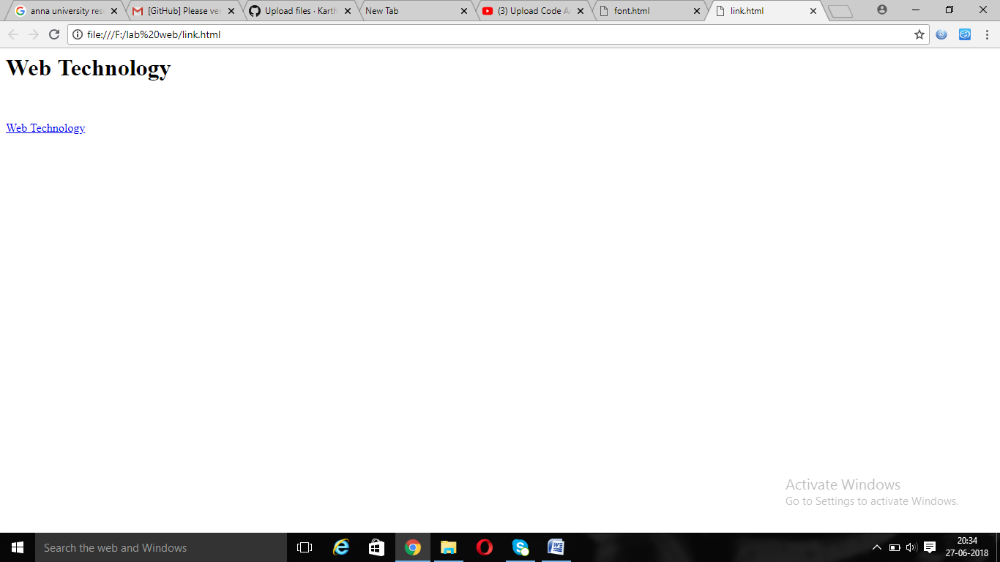 anna university res
[GitHub] Please ver
Upload files · Karth
New Tab
(3) Upload Code A
font.html
link.html
file:///F:/lab%20web/link.html
Web Technology
Web Technology
Activate Windows
Go to Settings to activate Windows.
Search the web and Windows
20:34
27-06-2018